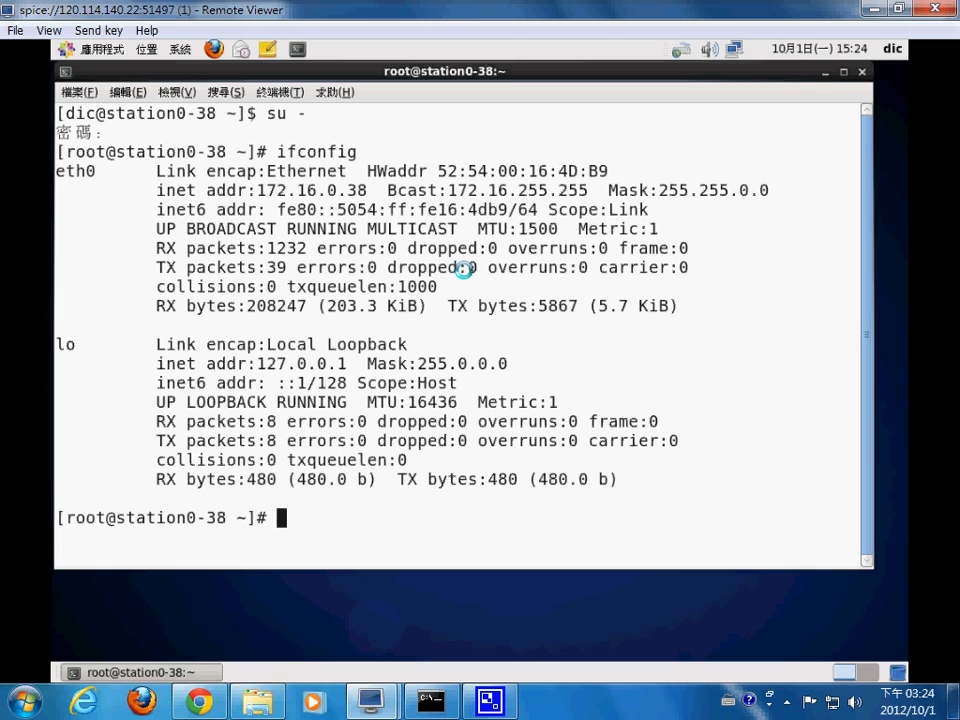 spice://120.114.140.22:51497 (1) - Remote Viewer
File View Send key Help
應用程式 位置 系統 10月1日(一) 15:24 dic
root@station0-38:~
檔案(F) 編輯(E) 檢視(V) 搜尋(S) 終端機(T) 求助(H)
[dic@station0-38 ~]$ su -
密碼：
[root@station0-38 ~]# ifconfig
eth0 Link encap:Ethernet HWaddr 52:54:00:16:4D:B9
inet addr:172.16.0.38 Bcast:172.16.255.255 Mask:255.255.0.0
inet6 addr: fe80::5054:ff:fe16:4db9/64 Scope:Link
UP BROADCAST RUNNING MULTICAST MTU:1500 Metric:1
RX packets:1232 errors:0 dropped:0 overruns:0 frame:0
TX packets:39 errors:0 dropped:0 overruns:0 carrier:0
collisions:0 txqueuelen:1000
RX bytes:208247 (203.3 KiB) TX bytes:5867 (5.7 KiB)
lo Link encap:Local Loopback
inet addr:127.0.0.1 Mask:255.0.0.0
inet6 addr: ::1/128 Scope:Host
UP LOOPBACK RUNNING MTU:16436 Metric:1
RX packets:8 errors:0 dropped:0 overruns:0 frame:0
TX packets:8 errors:0 dropped:0 overruns:0 carrier:0
collisions:0 txqueuelen:0
RX bytes:480 (480.0 b) TX bytes:480 (480.0 b)
[root@station0-38 ~]#
root@station0-38:~
下午 03:24
2012/10/1